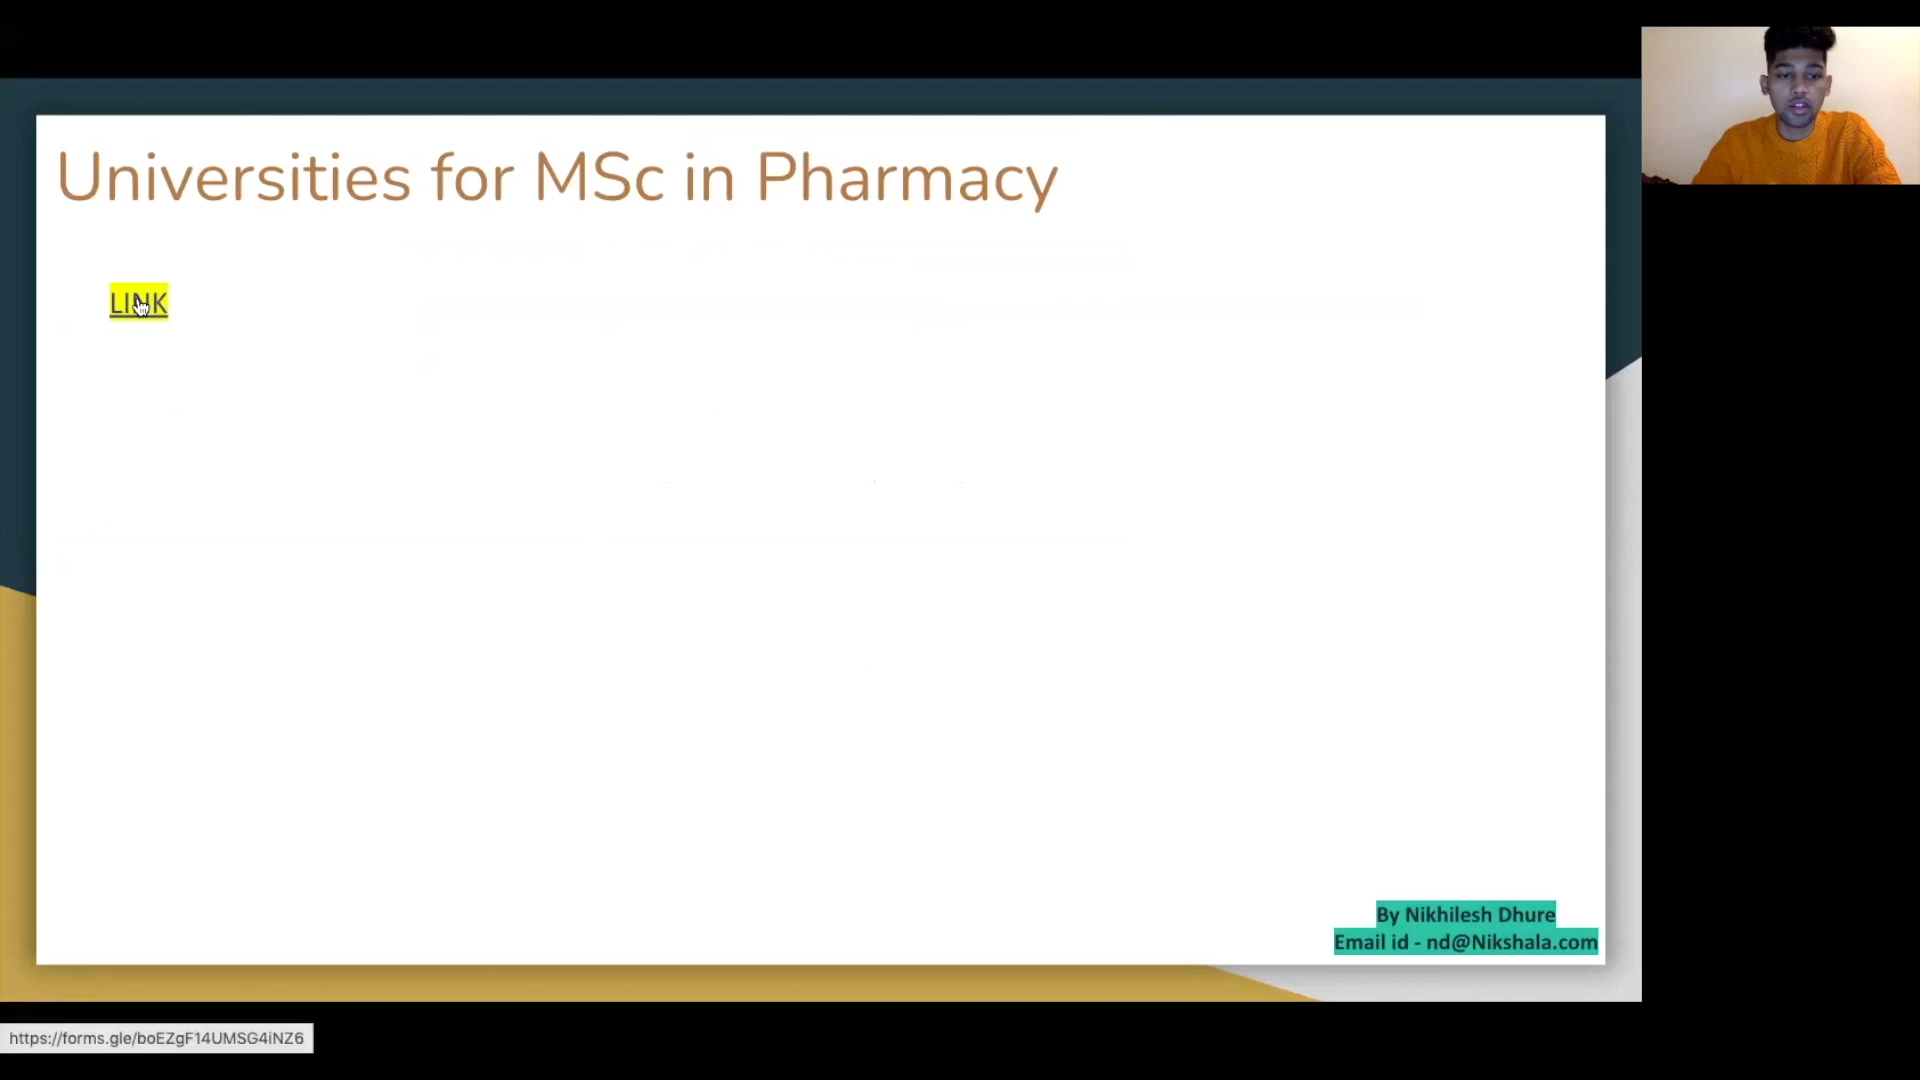 Universities for MSc in Pharmacy
LINK
By Nikhilesh Dhure
Email id - nd@Nikshala.com
https://forms.gle/boEZgF14UMSG4iNZ6